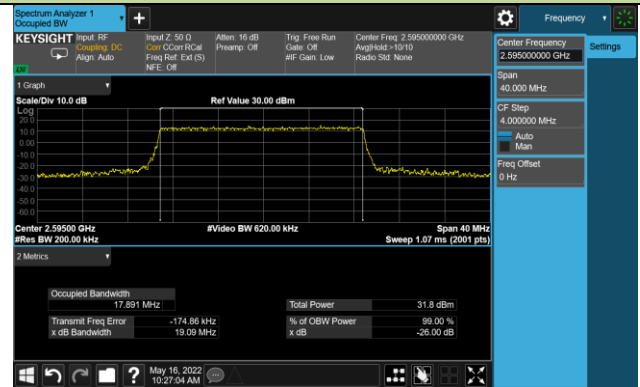 Spectrum Analyzer 1
Occupied BW
Frequency
KEYSIGHT
Input: RF
Coupling: DC
Align: Auto
Input Z: 50 Ω
Corr CCorr RCal
Freq Ref: Ext (S)
NFE: Off
Atten: 16 dB
Preamp: Off
Trig: Free Run
Gate: Off
#IF Gain: Low
Center Freq: 2.595000000 GHz
Avg|Hold:>10/10
Radio Std: None
LXI
Center Frequency
2.595000000 GHz
Settings
Span
40.000 MHz
CF Step
4.000000 MHz
Auto
Man
Freq Offset
0 Hz
1 Graph
Scale/Div 10.0 dB
Ref Value 30.00 dBm
Log
20.0
10.0
0.00
-10.0
-20.0
-30.0
-40.0
-50.0
-60.0
Center 2.59500 GHz
#Video BW 620.00 kHz
Span 40 MHz
#Res BW 200.00 kHz
Sweep 1.07 ms (2001 pts)
2 Metrics
Occupied Bandwidth
17.891 MHz
Total Power 31.8 dBm
Transmit Freq Error -174.86 kHz
% of OBW Power 99.00 %
x dB Bandwidth 19.09 MHz
x dB -26.00 dB
?
May 16, 2022
10:27:04 AM